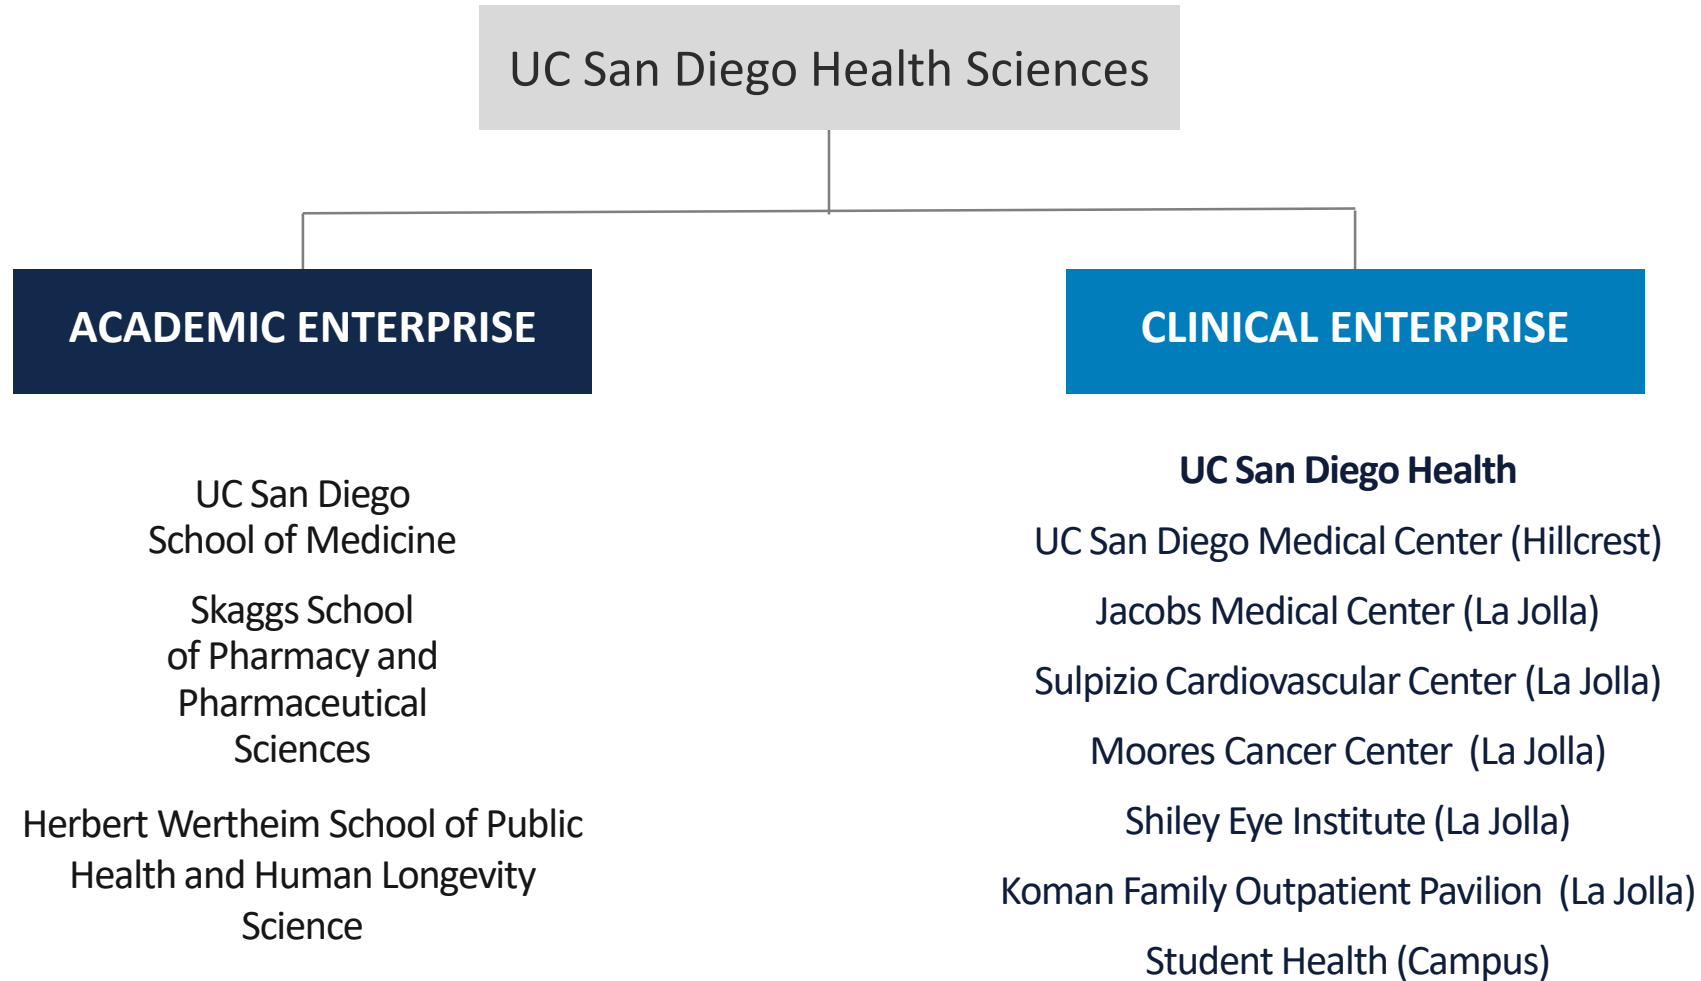 UC San Diego Health Sciences
ACADEMIC ENTERPRISE
UC San Diego
School of Medicine
Skaggs School
of Pharmacy and
Pharmaceutical
Sciences
Herbert Wertheim School of Public
Health and Human Longevity
Science
CLINICAL ENTERPRISE
UC San Diego Health
UC San Diego Medical Center (Hillcrest)
Jacobs Medical Center (La Jolla)
Sulpizio Cardiovascular Center (La Jolla)
Moores Cancer Center (La Jolla)
Shiley Eye Institute (La Jolla)
Koman Family Outpatient Pavilion (La Jolla)
Student Health (Campus)